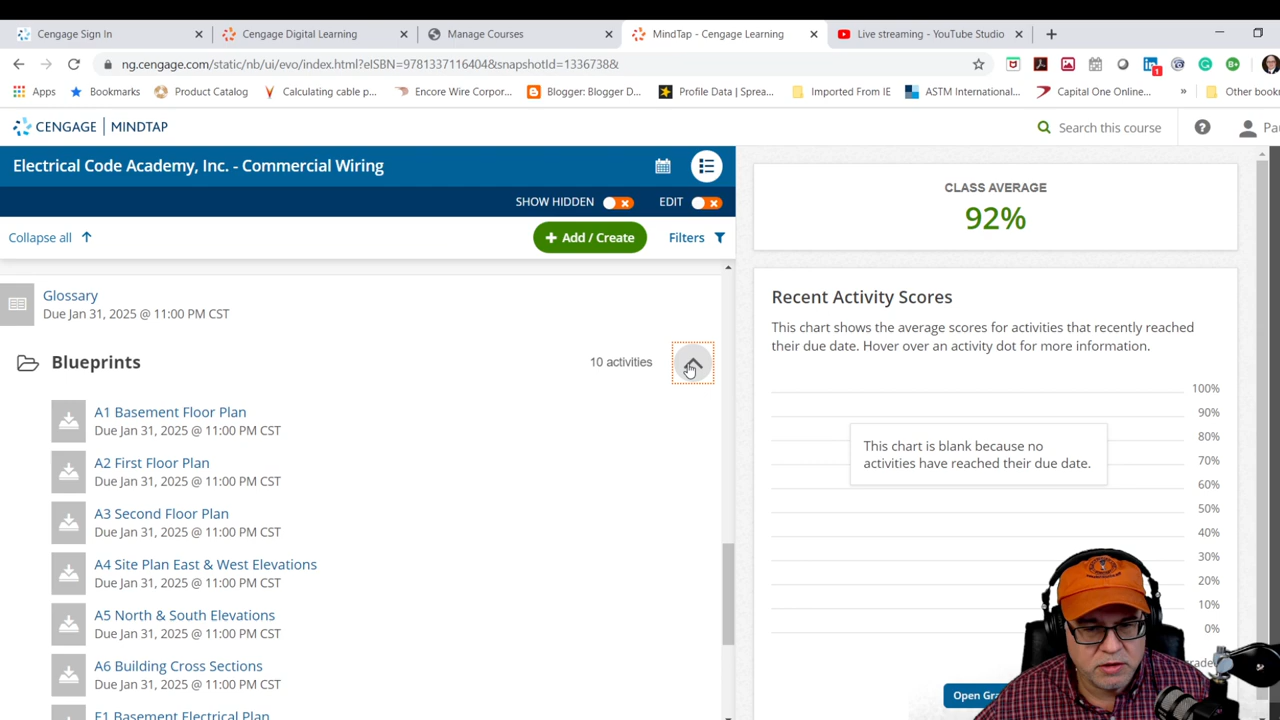 Cengage Sign In
Cengage Digital Learning
Manage Courses
MindTap - Cengage Learning
Live streaming - YouTube Studio
ng.cengage.com/static/nb/ui/evo/index.html?eISBN=9781337116404&snapshotId=1336738&
1
Apps
Bookmarks
Product Catalog
Calculating cable p...
Encore Wire Corpor...
Blogger: Blogger D...
Profile Data | Sprea...
Imported From IE
ASTM International...
Capital One Online...
»
Other book
CENGAGE | MINDTAP
Search this course
Pa
Electrical Code Academy, Inc. - Commercial Wiring
SHOW HIDDEN
EDIT
Collapse all
+ Add / Create
Filters
Glossary
Due Jan 31, 2025 @ 11:00 PM CST
Blueprints
10 activities
A1 Basement Floor Plan
Due Jan 31, 2025 @ 11:00 PM CST
A2 First Floor Plan
Due Jan 31, 2025 @ 11:00 PM CST
A3 Second Floor Plan
Due Jan 31, 2025 @ 11:00 PM CST
A4 Site Plan East & West Elevations
Due Jan 31, 2025 @ 11:00 PM CST
A5 North & South Elevations
Due Jan 31, 2025 @ 11:00 PM CST
A6 Building Cross Sections
Due Jan 31, 2025 @ 11:00 PM CST
E1 Basement Electrical Plan
CLASS AVERAGE
92%
Recent Activity Scores
This chart shows the average scores for activities that recently reached
their due date. Hover over an activity dot for more information.
100%
90%
80%
70%
60%
50%
40%
30%
20%
10%
0%
This chart is blank because no
activities have reached their due date.
Open Gra